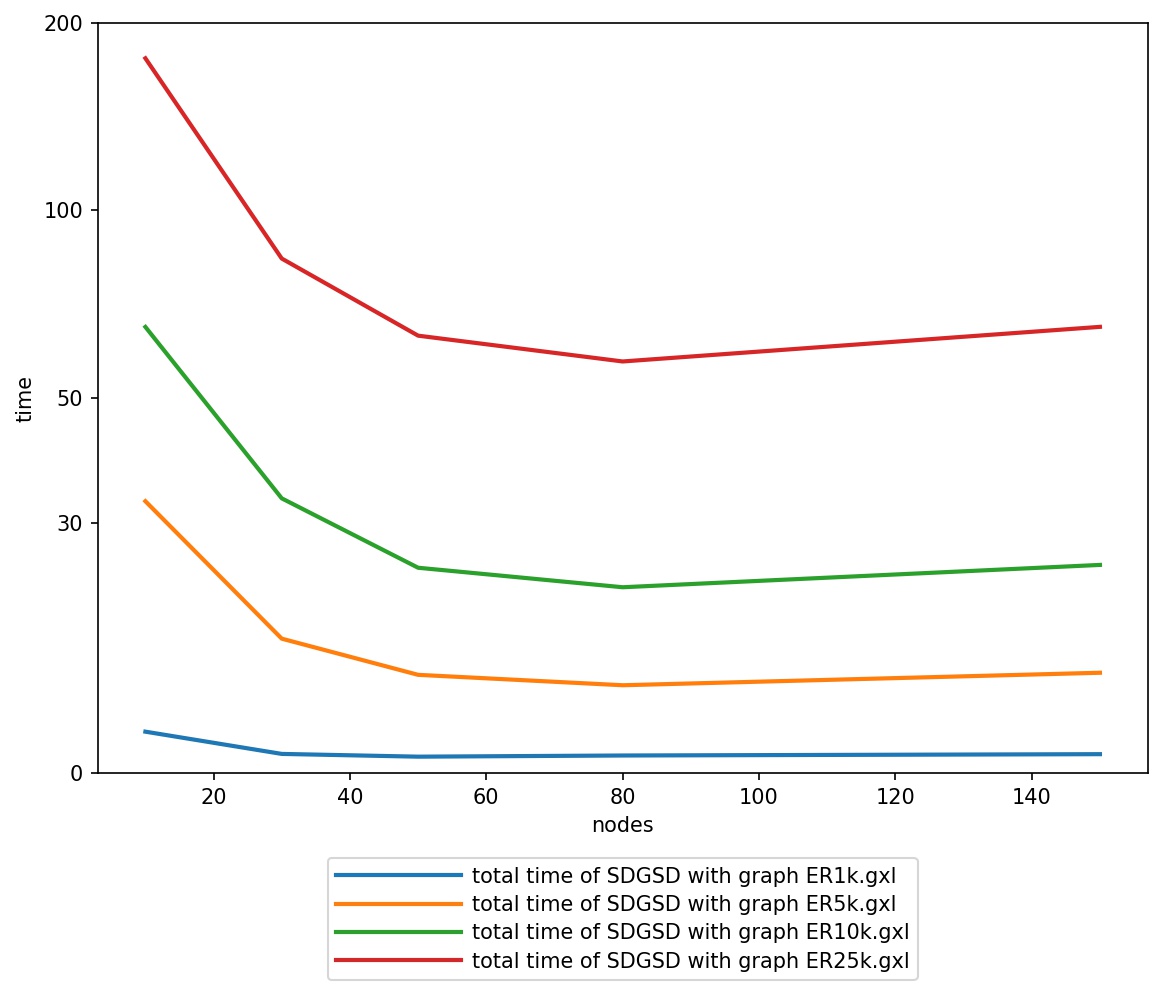 200
100
50
30
0
time
20
40
60
80
100
120
140
nodes
total time of SDGSD with graph ER1k.gxl
total time of SDGSD with graph ER5k.gxl
total time of SDGSD with graph ER10k.gxl
total time of SDGSD with graph ER25k.gxl